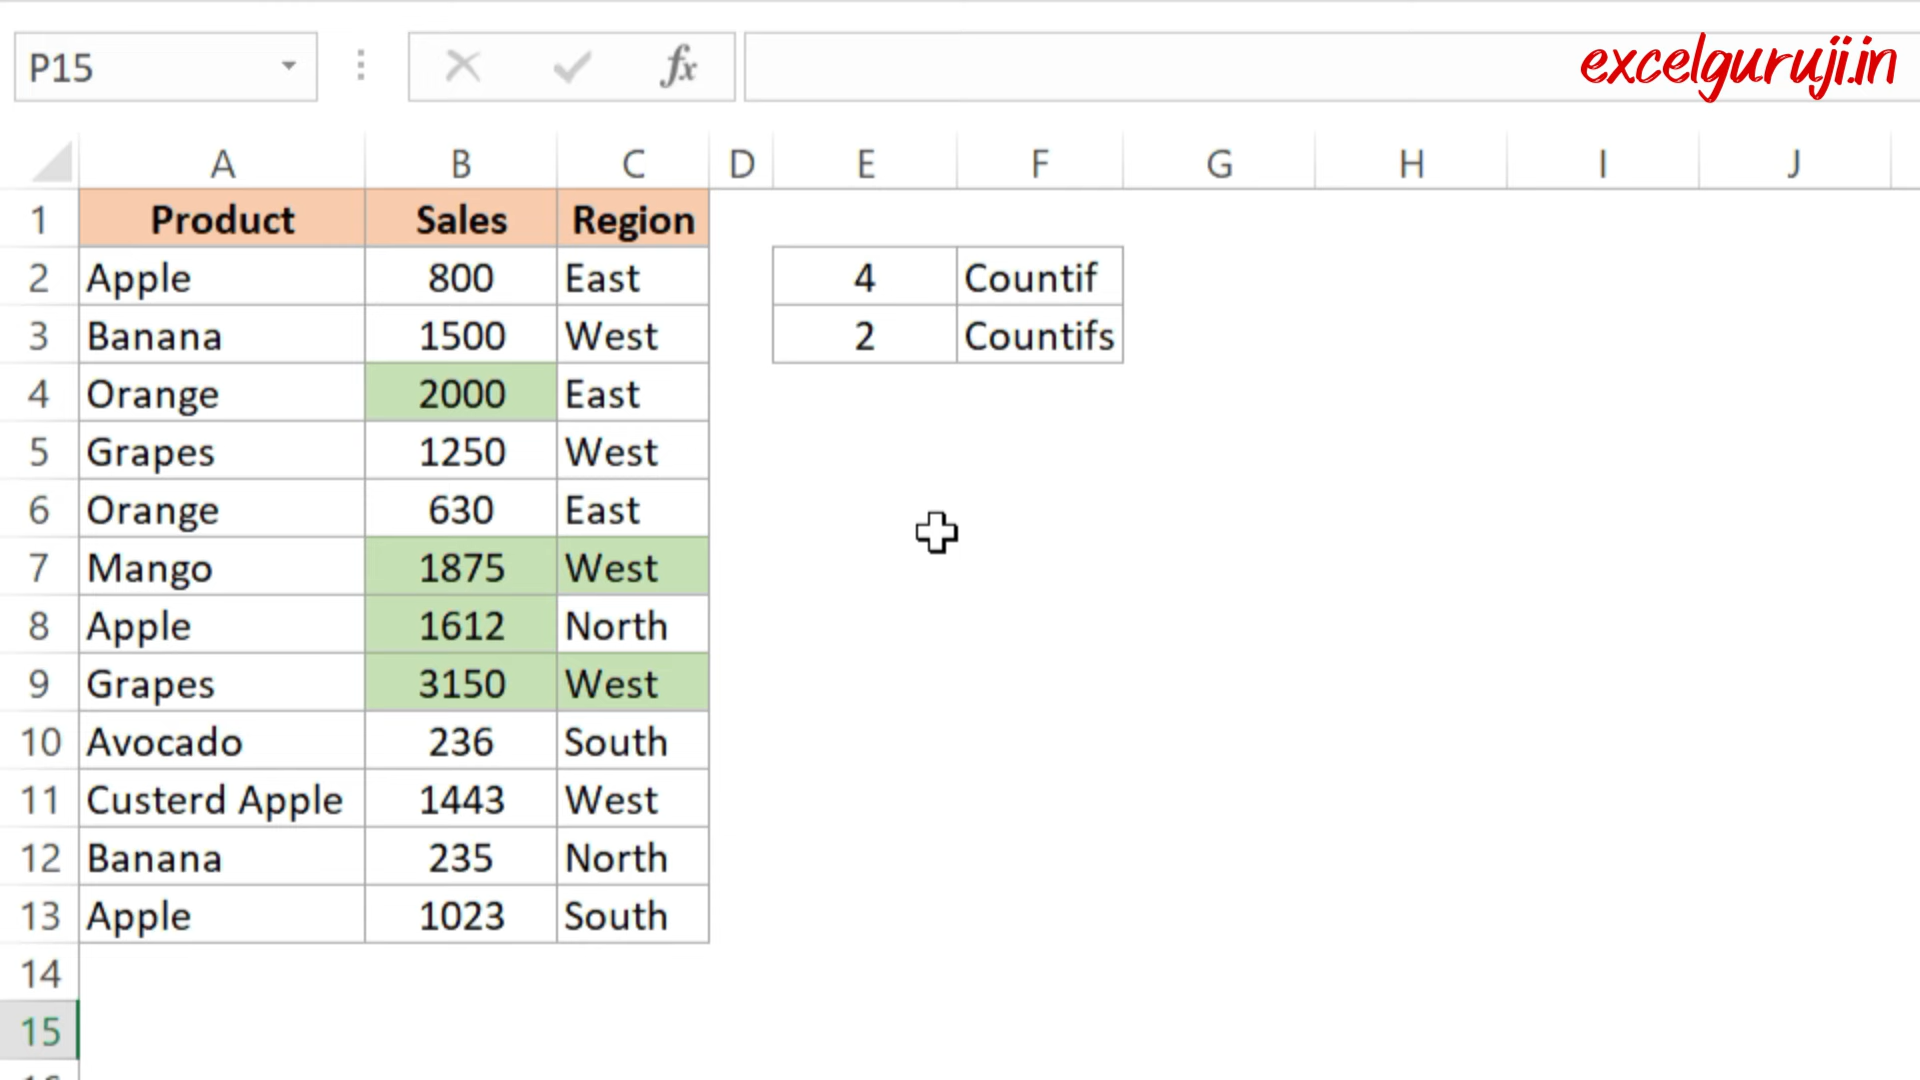 P15 fx excelguruji.in
A B C D E F G H I J
1 Product Sales Region
2 Apple 800 East 4 Countif
3 Banana 1500 West 2 Countifs
4 Orange 2000 East
5 Grapes 1250 West
6 Orange 630 East
7 Mango 1875 West
8 Apple 1612 North
9 Grapes 3150 West
10 Avocado 236 South
11 Custerd Apple 1443 West
12 Banana 235 North
13 Apple 1023 South
14
15